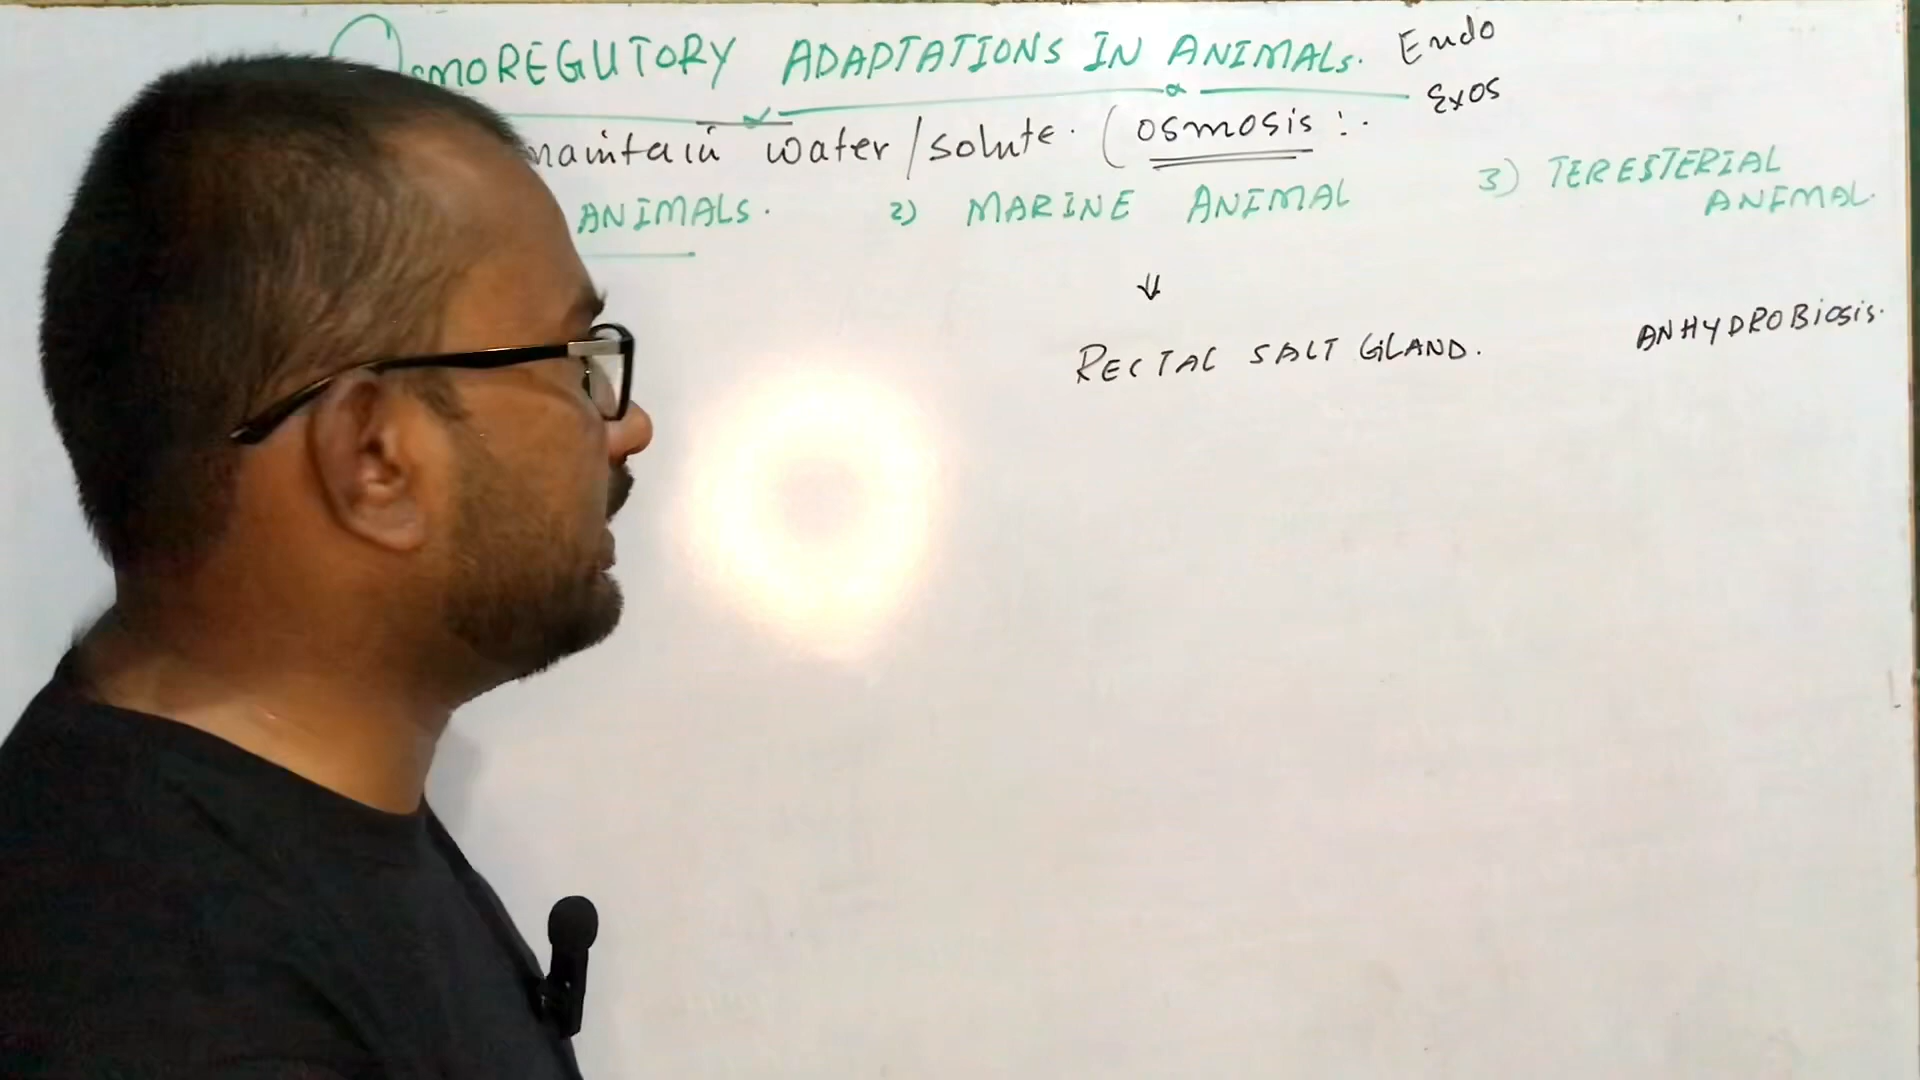 OSMOREGUTORY ADAPTATIONS IN ANIMALS. Endo
Exos
maintain water/solute. (osmosis :.
ANIMALS. 2) MARINE ANIMAL 3) TERESTERIAL ANIMAL.
RECTAL SALT GLAND. ANHYDROBiosis.